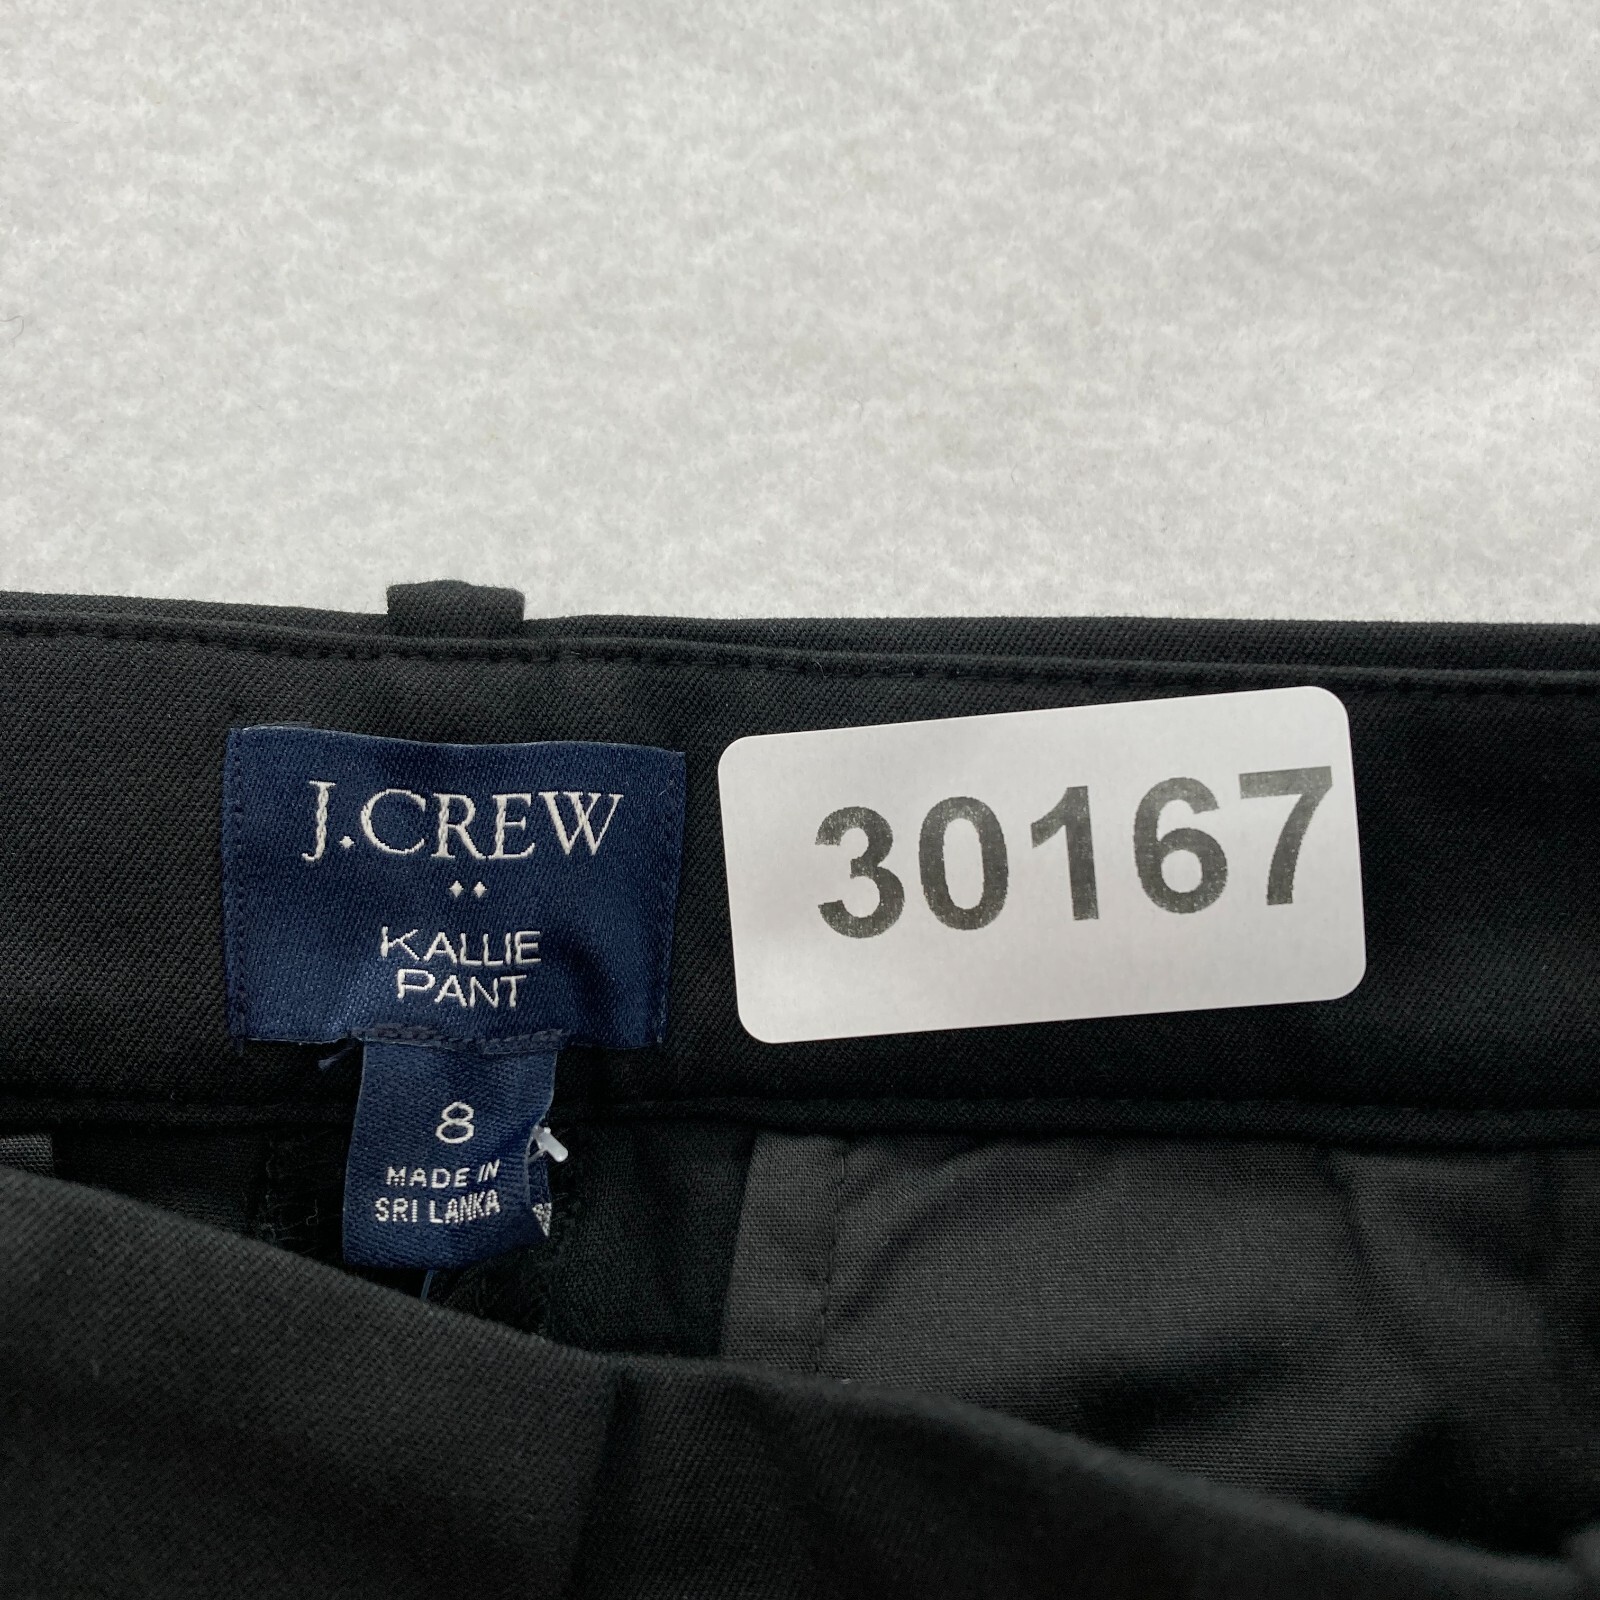 J.CREW
KALLIE
PANT
8
MADE IN
SRI LANKA
30167